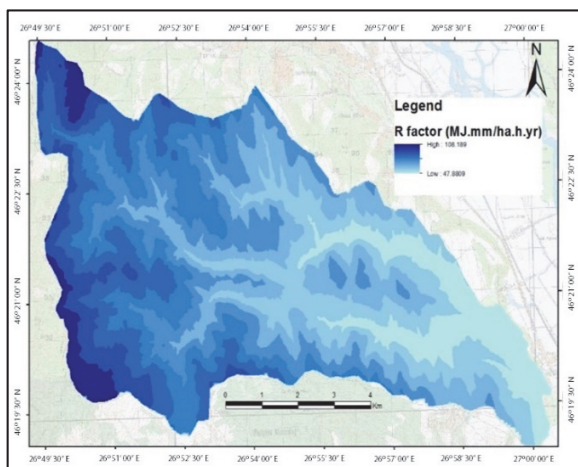 26°49'30"E 26°51'00"E 26°52'30"E 26°54'00"E 26°55'30"E 26°57'00"E 26°58'30"E 27°00'00"E
N
46°24'00"N 46°24'00"N
Legend
R factor (MJ.mm/ha.h.yr)
High : 108.169
Low : 47.8809
46°22'30"N 46°22'30"N
46°21'00"N 46°21'00"N
0 1 2 3 4
Km
46°19'30"N 46°19'30"N
26°49'30"E 26°51'00"E 26°52'30"E 26°54'00"E 26°55'30"E 26°57'00"E 26°58'30"E 27°00'00"E